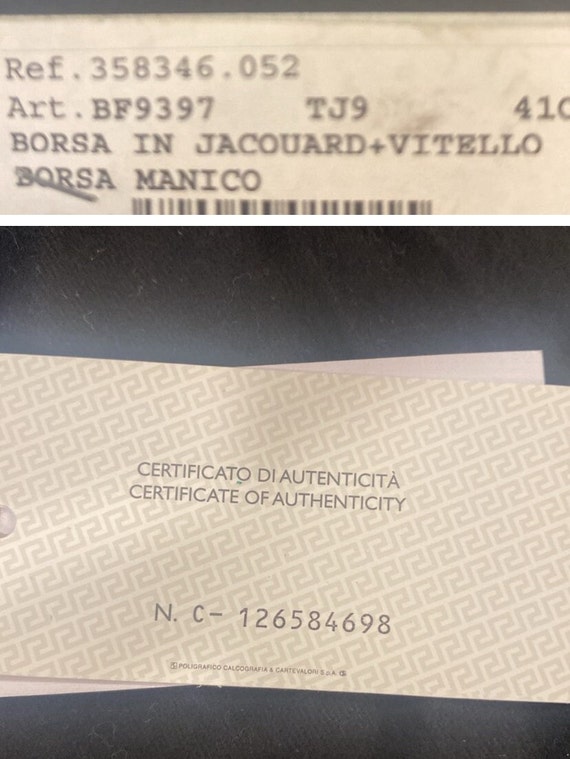 Ref.358346.052
Art.BF9397 TJ9 410
BORSA IN JACOUARD+VITELLO
BORSA MANICO
CERTIFICATO DI AUTENTICITÀ
CERTIFICATE OF AUTHENTICITY
N. C- 126584698
POLIGRAFICO CALCOGRAFIA & CARTEVALORI S.p.A.